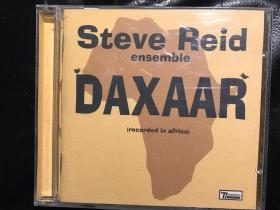 Steve Reid
ensemble
DAXAAR
(recorded in africa)